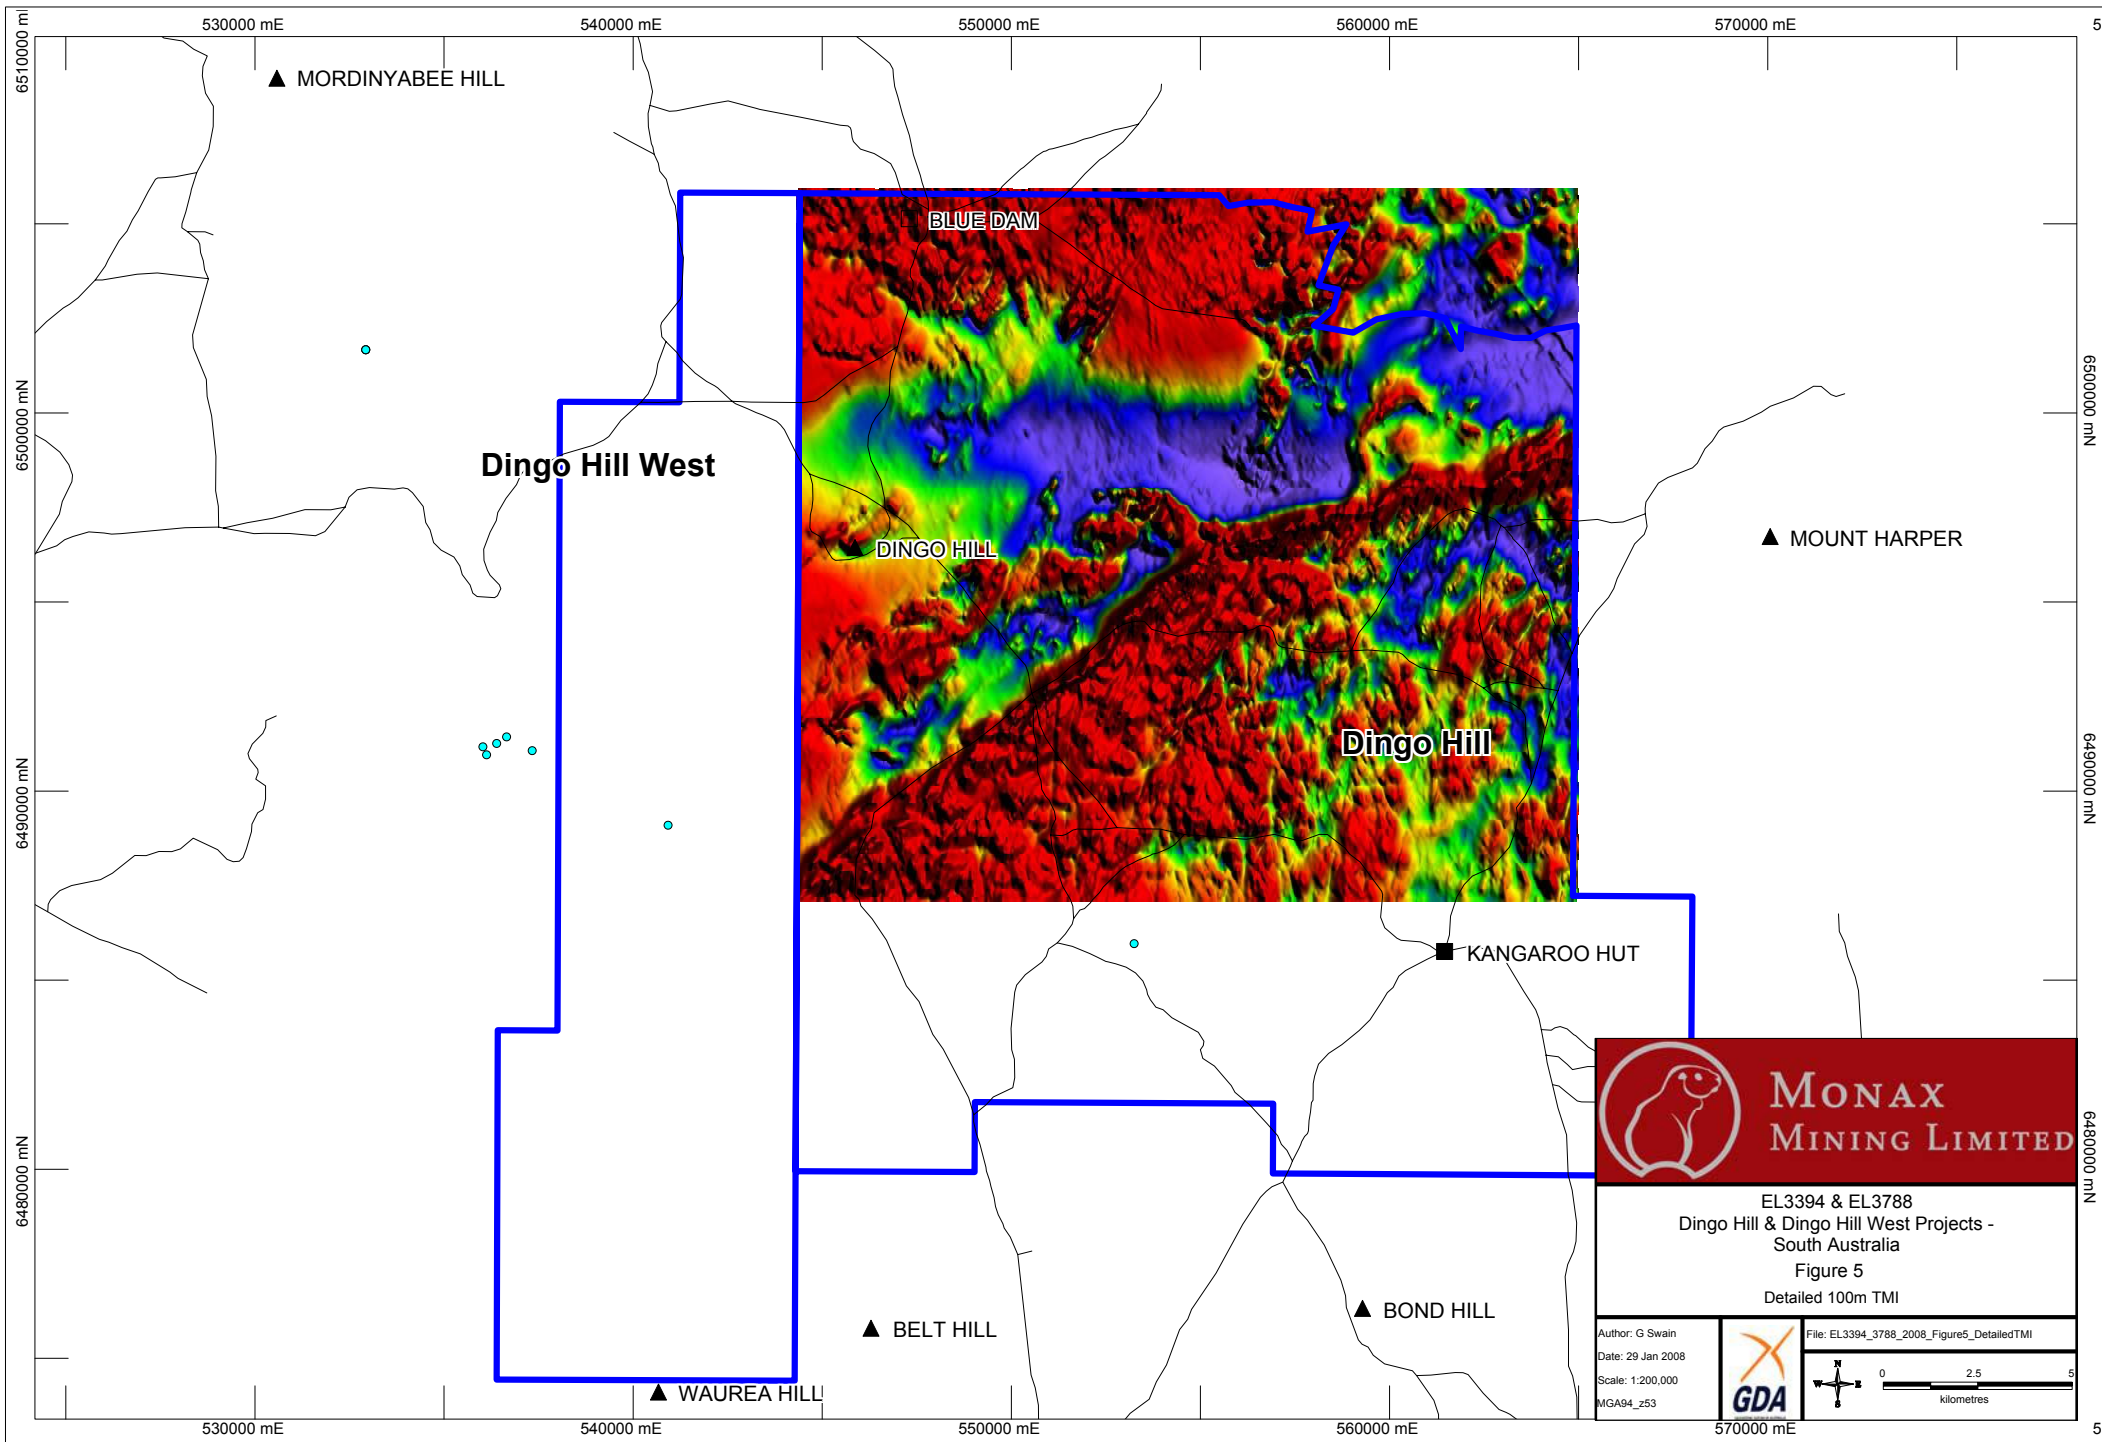 530000 mE
540000 mE
550000 mE
560000 mE
570000 mE
5
6510000 m
MORDINYABEE HILL
BLUE DAM
6500000 mN
6500000 mN
Dingo Hill West
MOUNT HARPER
DINGO HILL
Dingo Hill
6490000 mN
6490000 mN
KANGAROO HUT
6480000 mN
6480000 mN
MONAX
MINING LIMITED
EL3394 & EL3788
Dingo Hill & Dingo Hill West Projects -
South Australia
Figure 5
Detailed 100m TMI
BELT HILL
BOND HILL
WAUREA HILL
Author: G Swain
Date: 29 Jan 2008
Scale: 1:200,000
MGA94_z53
GDA
File: EL3394_3788_2008_Figure5_DetailedTMI
N
W E
S
0 2.5 5
kilometres
530000 mE
540000 mE
550000 mE
560000 mE
570000 mE
5